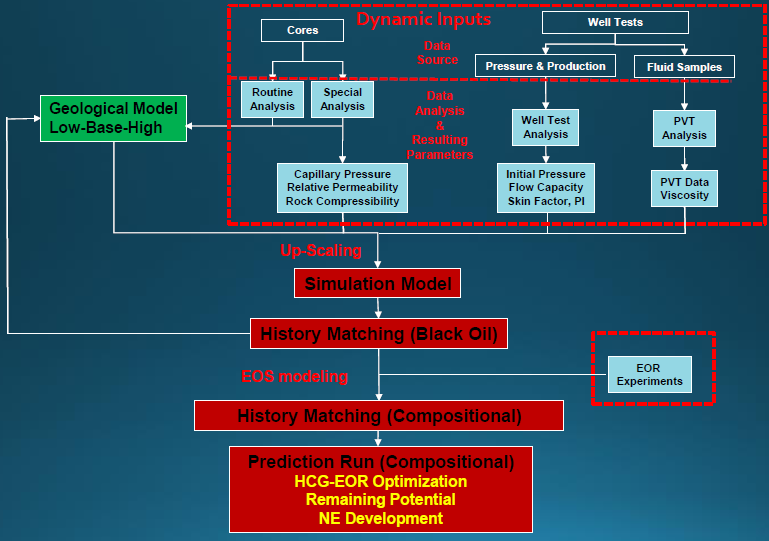 Dynamic Inputs
Cores
Well Tests
Data
Source
Pressure & Production
Fluid Samples
Routine
Analysis
Special
Analysis
Data
Analysis
&
Resulting
Parameters
Well Test
Analysis
PVT
Analysis
Geological Model
Low-Base-High
Capillary Pressure
Relative Permeability
Rock Compressibility
Initial Pressure
Flow Capacity
Skin Factor, PI
PVT Data
Viscosity
Up-Scaling
Simulation Model
History Matching (Black Oil)
EOS modeling
EOR
Experiments
History Matching (Compositional)
Prediction Run (Compositional)
HCG-EOR Optimization
Remaining Potential
NE Development